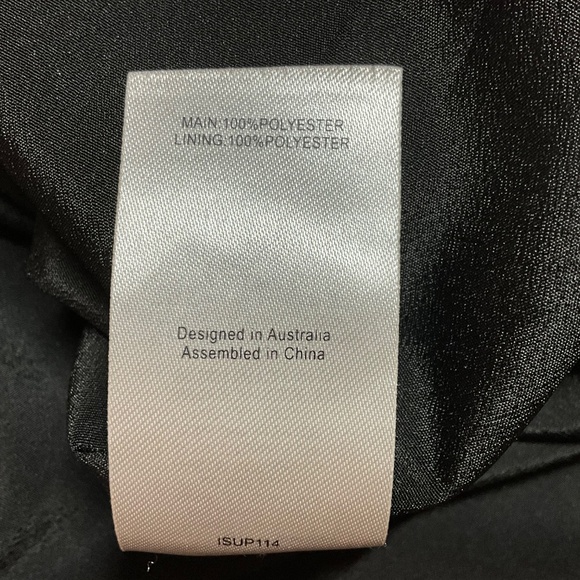 MAIN:100%POLYESTER
LINING:100%POLYESTER
Designed in Australia
Assembled in China
ISUP114